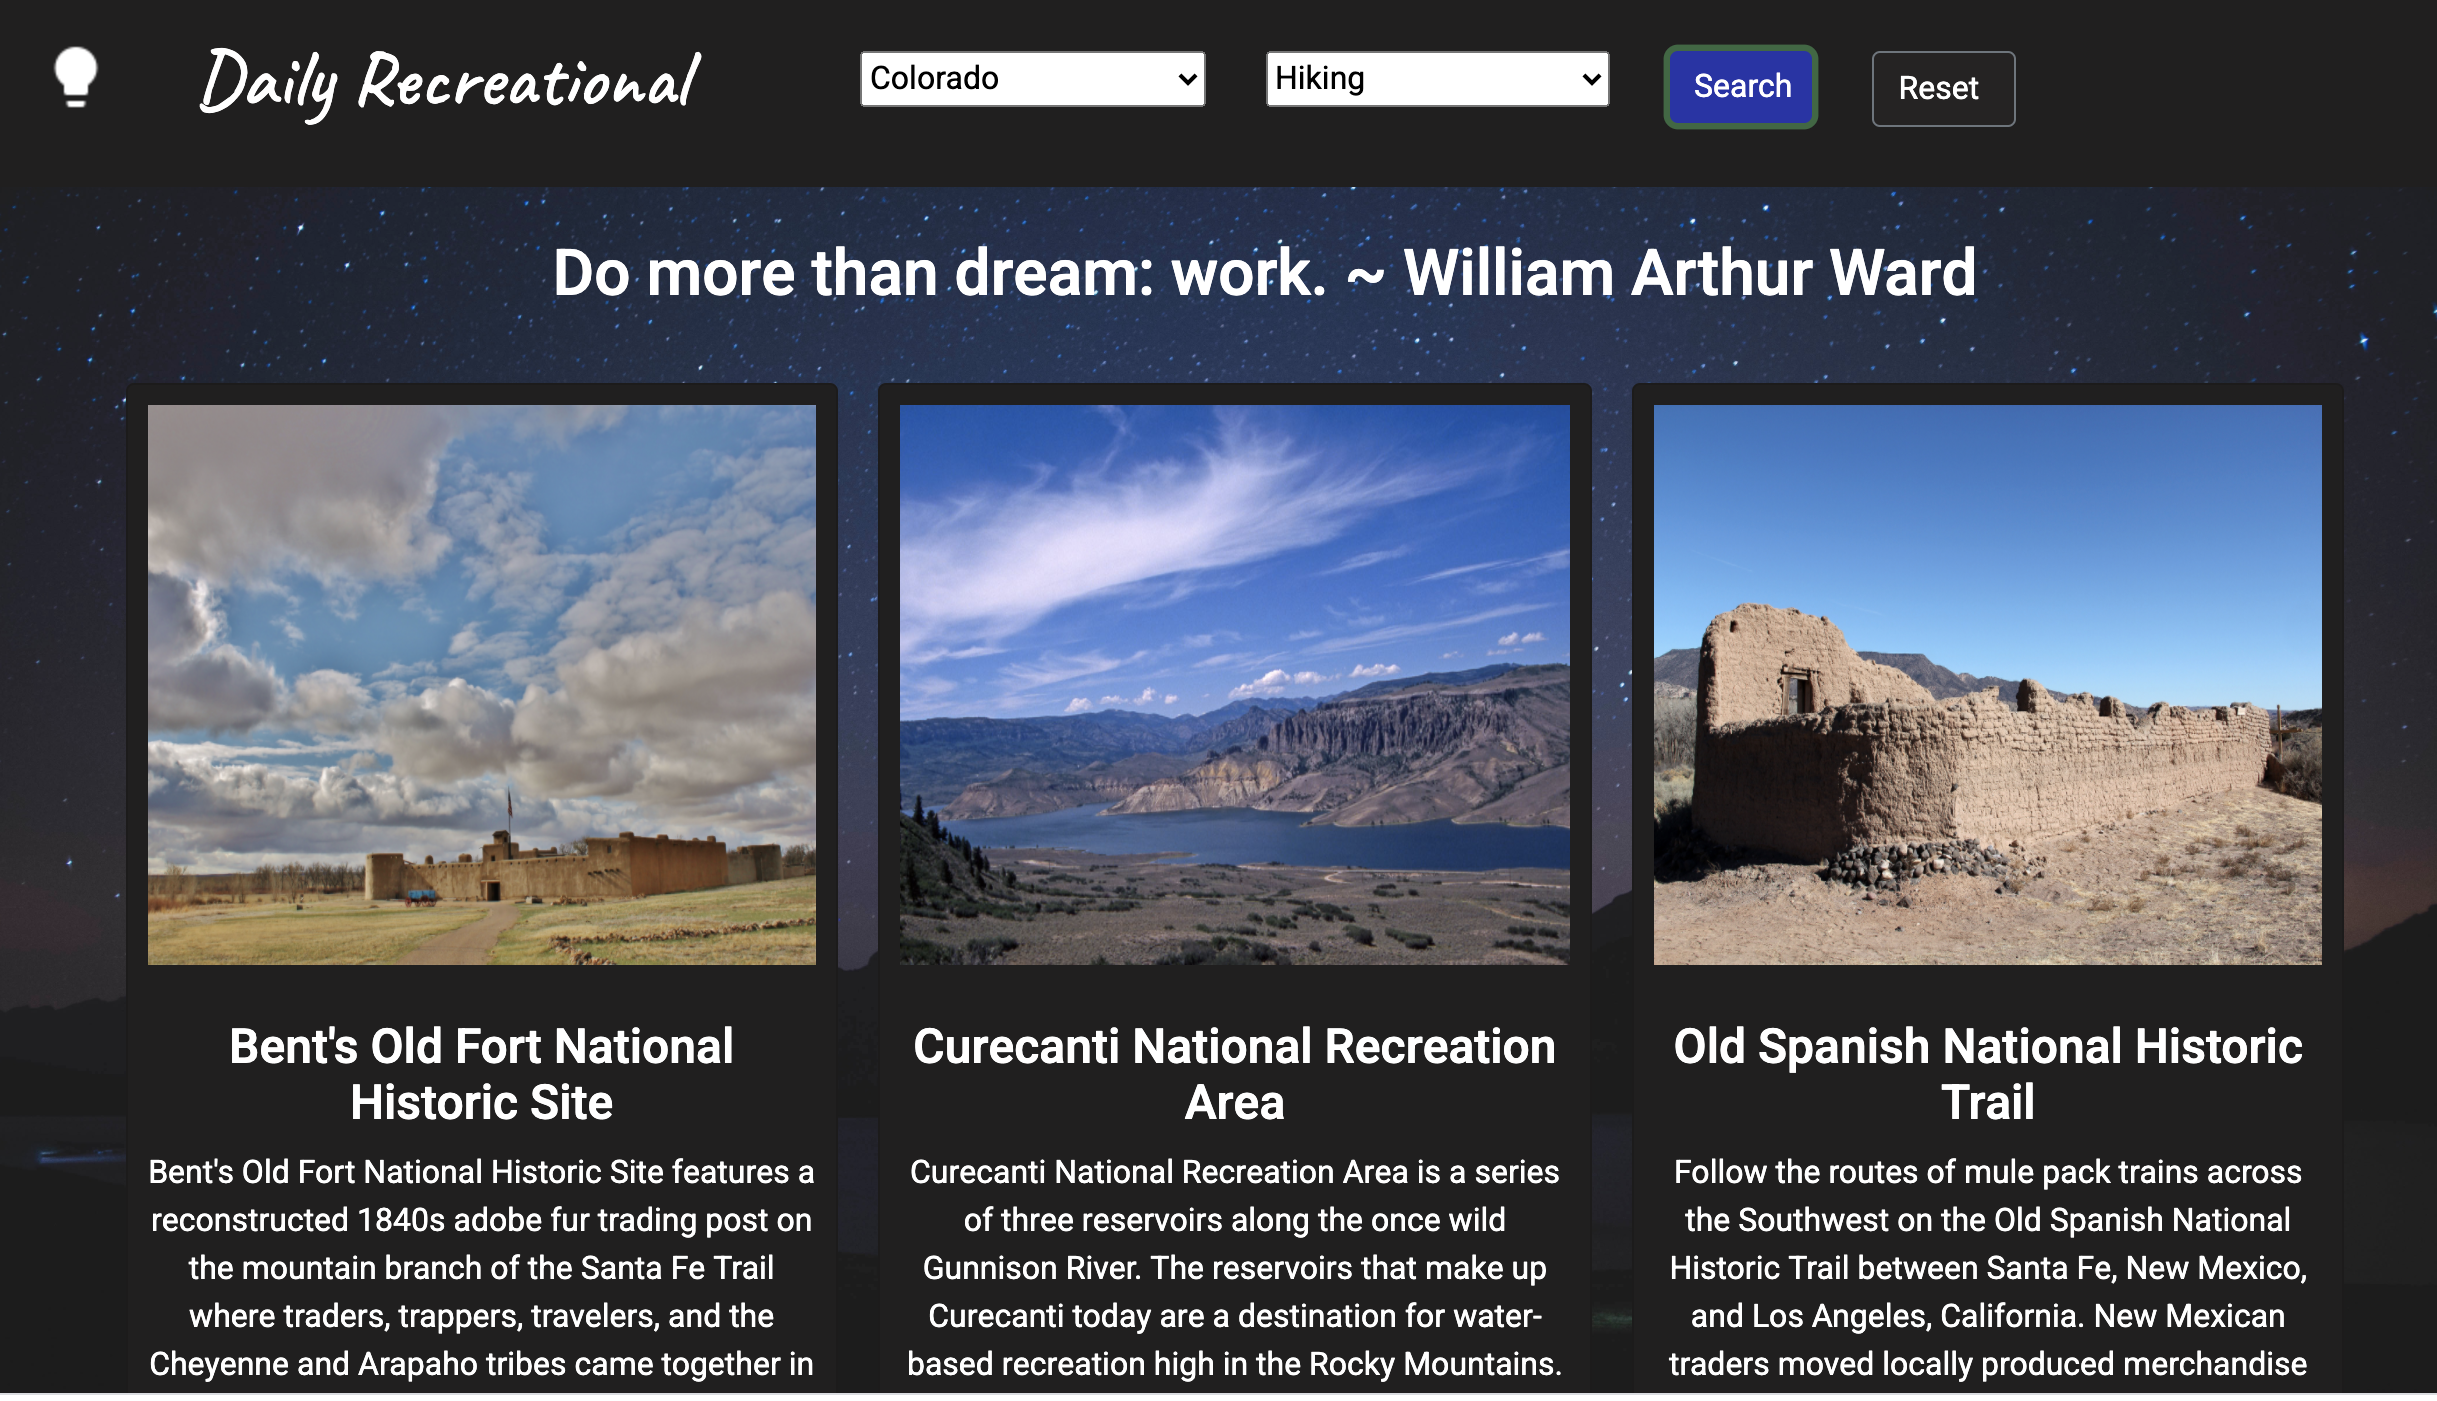 Daily Recreational
Colorado
Hiking
Search
Reset
Do more than dream: work. ~ William Arthur Ward
Bent's Old Fort National
Historic Site
Bent's Old Fort National Historic Site features a
reconstructed 1840s adobe fur trading post on
the mountain branch of the Santa Fe Trail
where traders, trappers, travelers, and the
Cheyenne and Arapaho tribes came together in
Curecanti National Recreation
Area
Curecanti National Recreation Area is a series
of three reservoirs along the once wild
Gunnison River. The reservoirs that make up
Curecanti today are a destination for water-
based recreation high in the Rocky Mountains.
Old Spanish National Historic
Trail
Follow the routes of mule pack trains across
the Southwest on the Old Spanish National
Historic Trail between Santa Fe, New Mexico,
and Los Angeles, California. New Mexican
traders moved locally produced merchandise